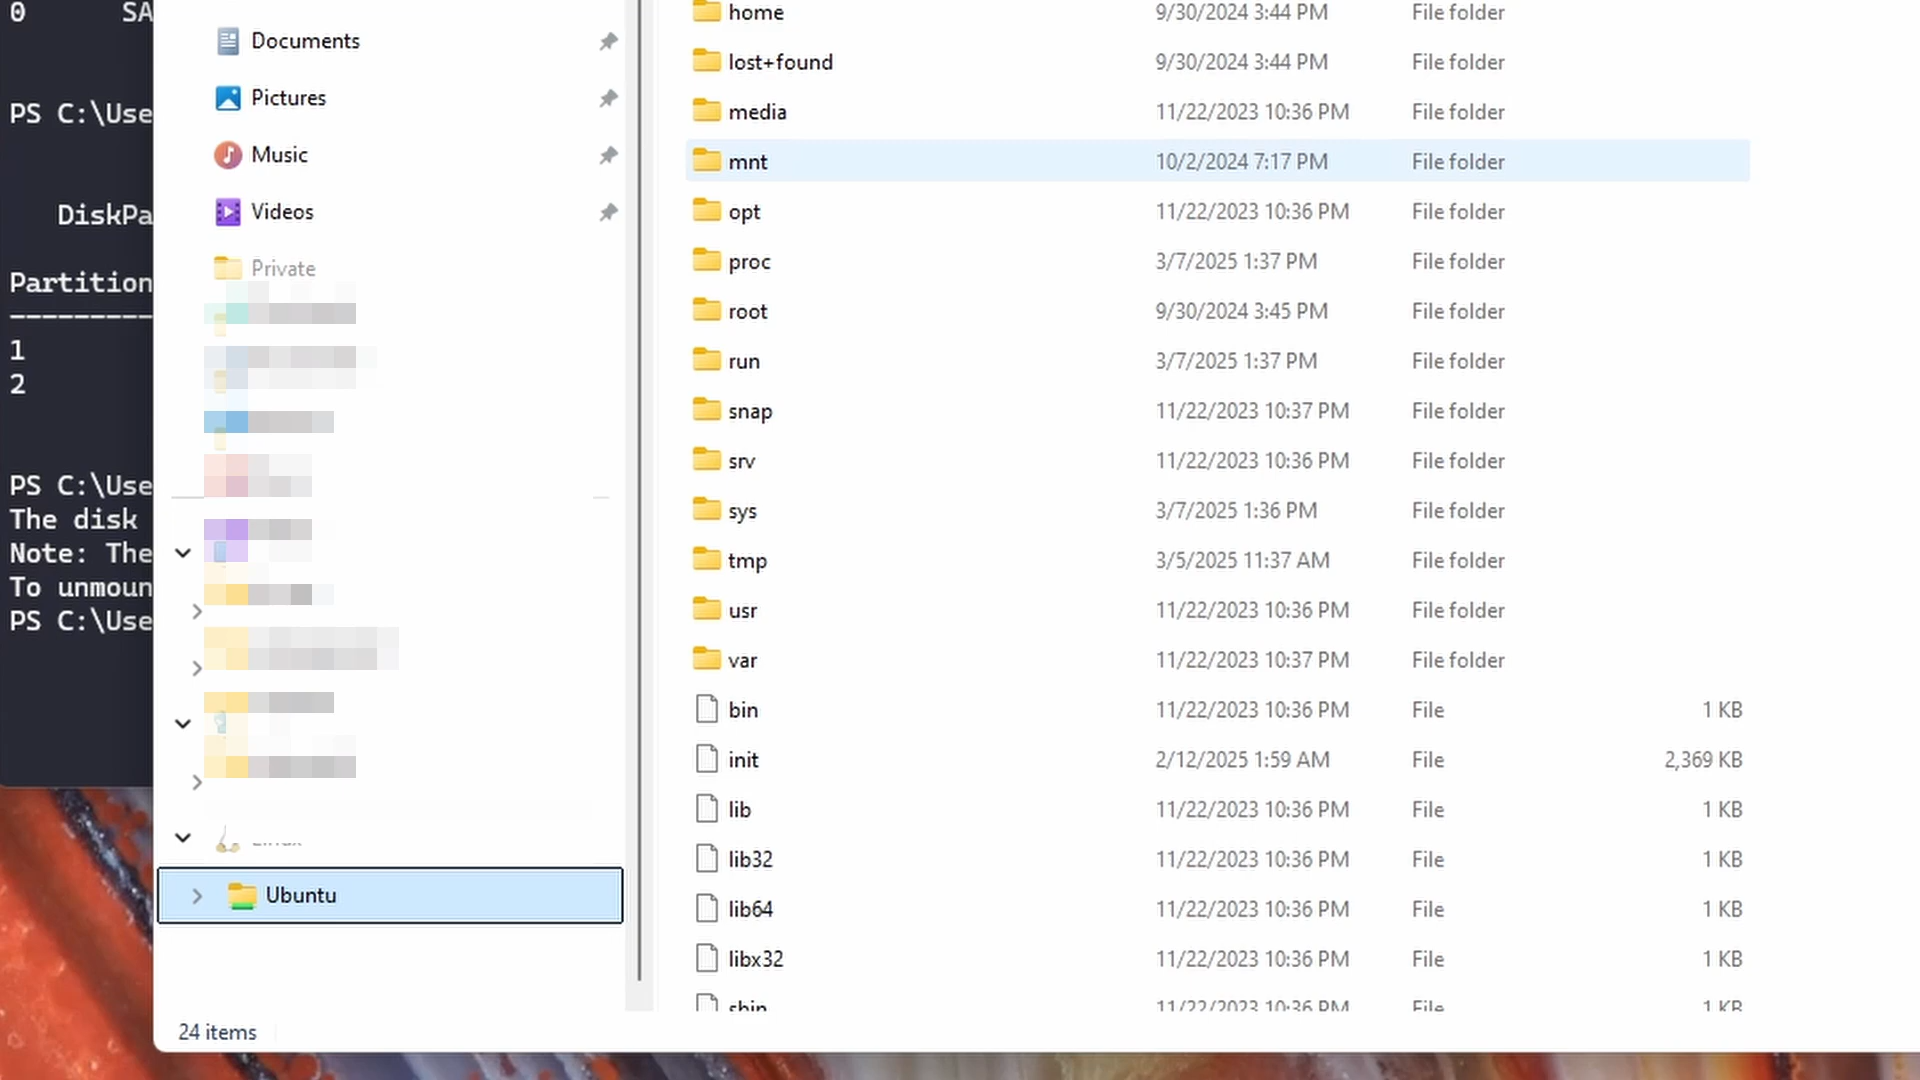 0 SA
PS C:\Use
DiskPa
Partition
----------
1
2
PS C:\Use
The disk
Note: The
To unmoun
PS C:\Use
Documents
Pictures
Music
Videos
Private
Ubuntu
24 items
home 9/30/2024 3:44 PM File folder
lost+found 9/30/2024 3:44 PM File folder
media 11/22/2023 10:36 PM File folder
mnt 10/2/2024 7:17 PM File folder
opt 11/22/2023 10:36 PM File folder
proc 3/7/2025 1:37 PM File folder
root 9/30/2024 3:45 PM File folder
run 3/7/2025 1:37 PM File folder
snap 11/22/2023 10:37 PM File folder
srv 11/22/2023 10:36 PM File folder
sys 3/7/2025 1:36 PM File folder
tmp 3/5/2025 11:37 AM File folder
usr 11/22/2023 10:36 PM File folder
var 11/22/2023 10:37 PM File folder
bin 11/22/2023 10:36 PM File 1 KB
init 2/12/2025 1:59 AM File 2,369 KB
lib 11/22/2023 10:36 PM File 1 KB
lib32 11/22/2023 10:36 PM File 1 KB
lib64 11/22/2023 10:36 PM File 1 KB
libx32 11/22/2023 10:36 PM File 1 KB
sbin 11/22/2023 10:36 PM File 1 KB